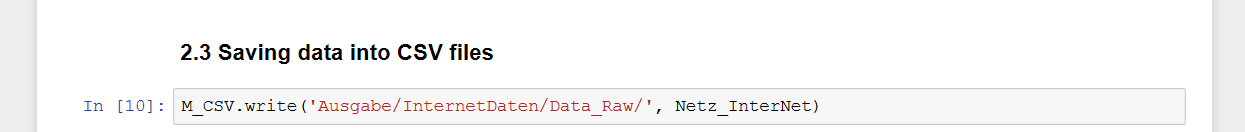 2.3 Saving data into CSV files
In [10]: M_CSV.write('Ausgabe/InternetDaten/Data_Raw/', Netz_InterNet)